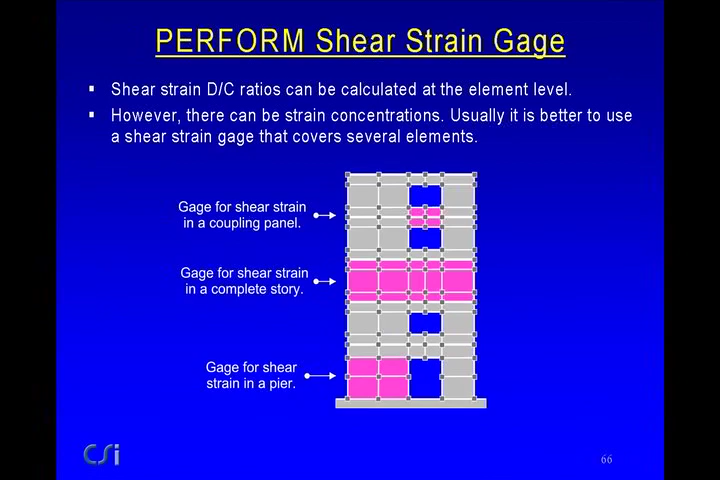 PERFORM Shear Strain Gage
▪ Shear strain D/C ratios can be calculated at the element level.
▪ However, there can be strain concentrations. Usually it is better to use
a shear strain gage that covers several elements.
Gage for shear strain
in a coupling panel.
Gage for shear strain
in a complete story.
Gage for shear
strain in a pier.
CSi
66